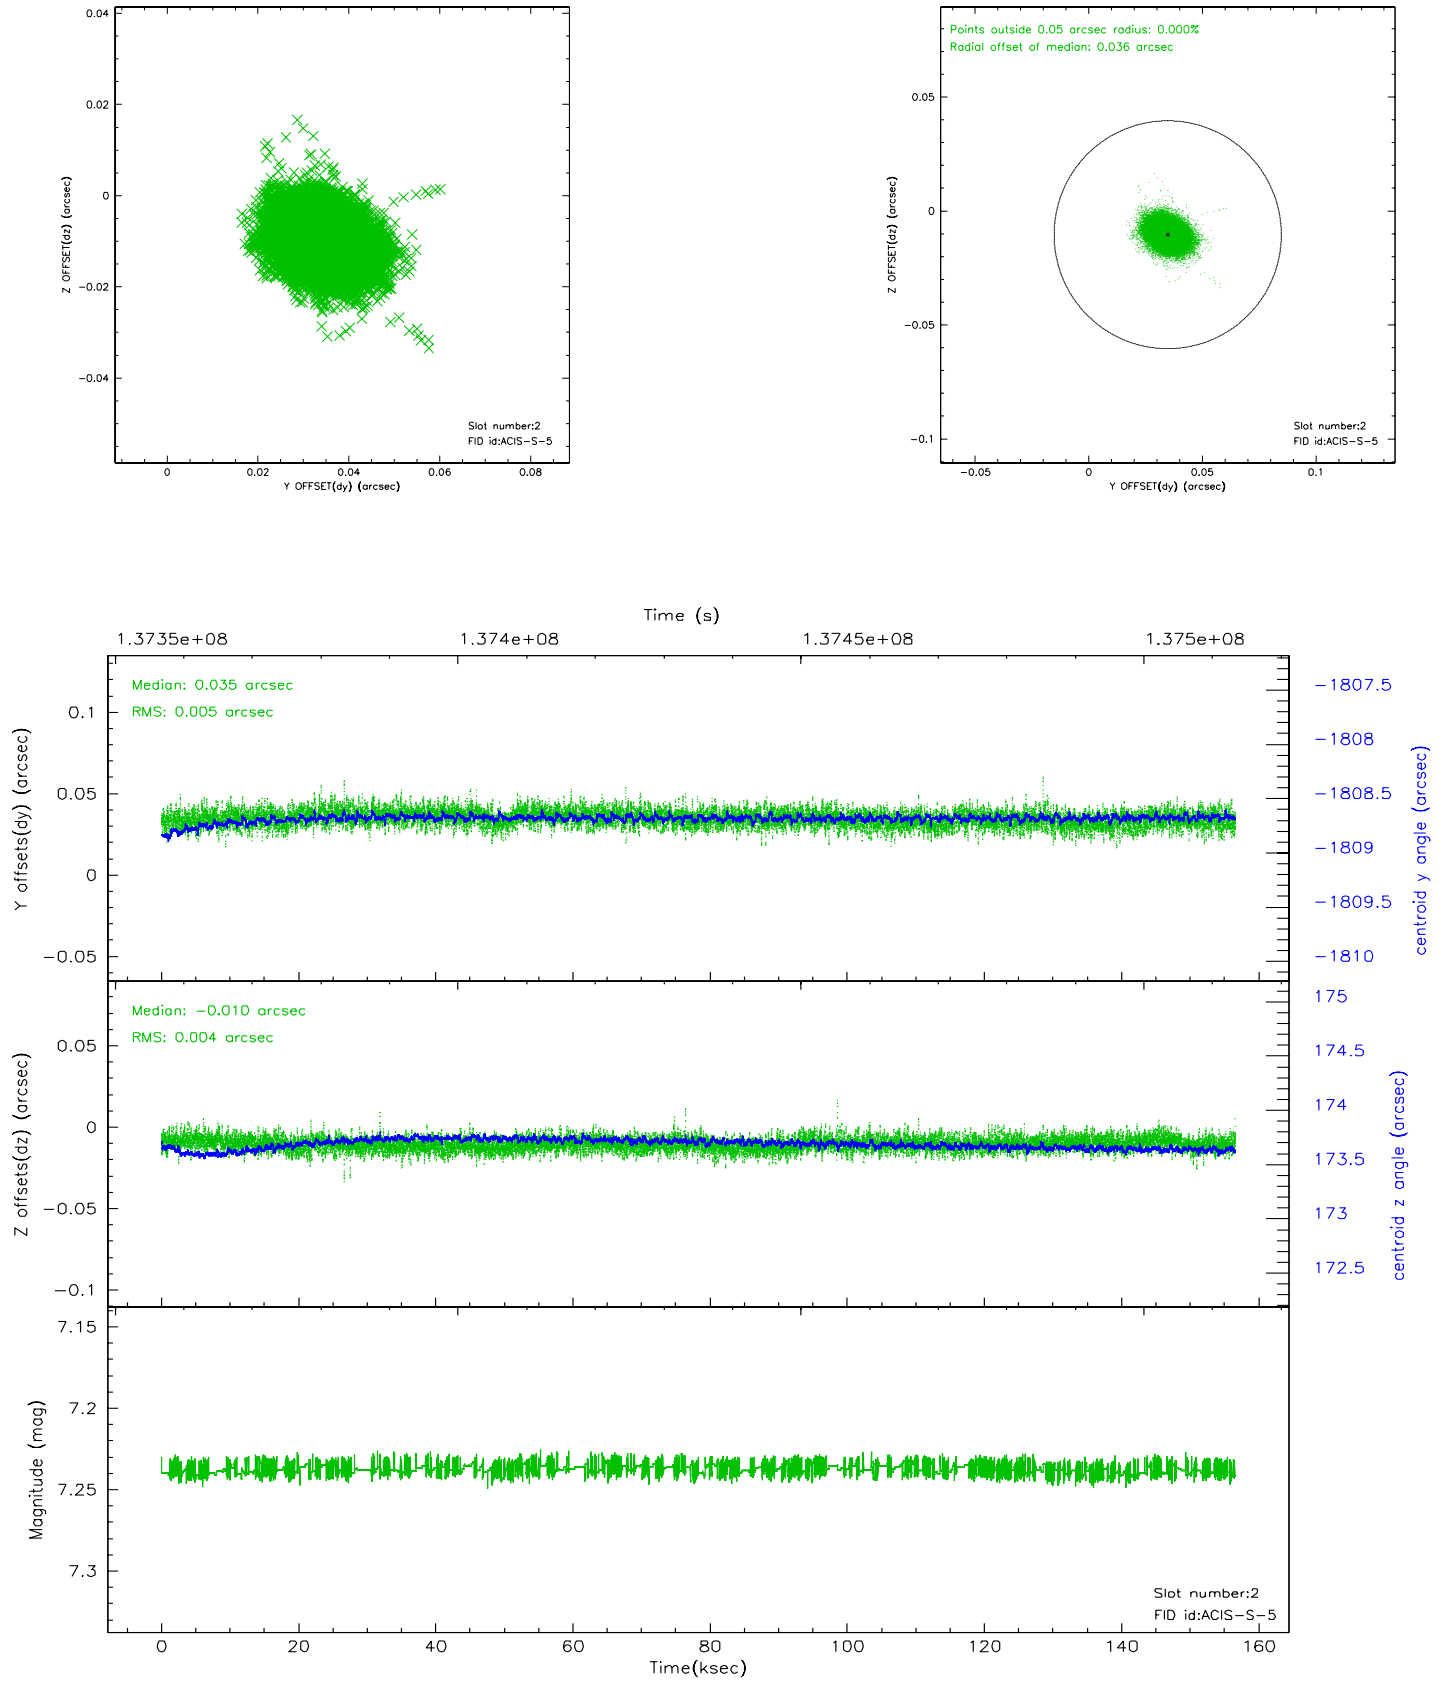 0.04
0.02
0
-0.02
-0.04
Z OFFSET(dz) (arcsec)
Slot number:2
FID id:ACIS-S-5
0 0.02 0.04 0.06 0.08
Y OFFSET(dy) (arcsec)
Points outside 0.05 arcsec radius: 0.000%
Radial offset of median: 0.036 arcsec
0.05
0
-0.05
-0.1
Z OFFSET(dz) (arcsec)
Slot number:2
FID id:ACIS-S-5
-0.05 0 0.05 0.1
Y OFFSET(dy) (arcsec)
Time (s)
1.3735e+08 1.374e+08 1.3745e+08 1.375e+08
Median: 0.035 arcsec
RMS: 0.005 arcsec
0.1
0.05
0
-0.05
Y offsets(dy) (arcsec)
-1807.5
-1808
-1808.5
-1809
-1809.5
-1810
centroid y angle (arcsec)
Median: -0.010 arcsec
RMS: 0.004 arcsec
0.05
0
-0.05
-0.1
Z offsets(dz) (arcsec)
175
174.5
174
173.5
173
172.5
centroid z angle (arcsec)
7.15
7.2
7.25
7.3
Magnitude (mag)
Slot number:2
FID id:ACIS-S-5
0 20 40 60 80 100 120 140 160
Time(ksec)